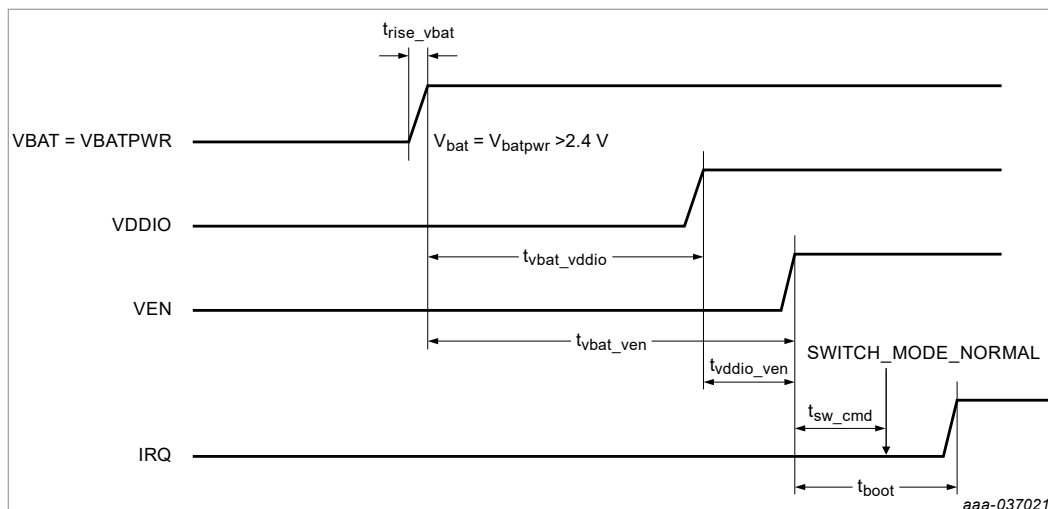 t_rise_vbat
VBAT = VBATPWR
V_bat = V_batpwr >2.4 V
VDDIO
t_vbat_vddio
VEN
t_vbat_ven
SWITCH_MODE_NORMAL
t_vddio_ven
t_sw_cmd
IRQ
t_boot
aaa-037021